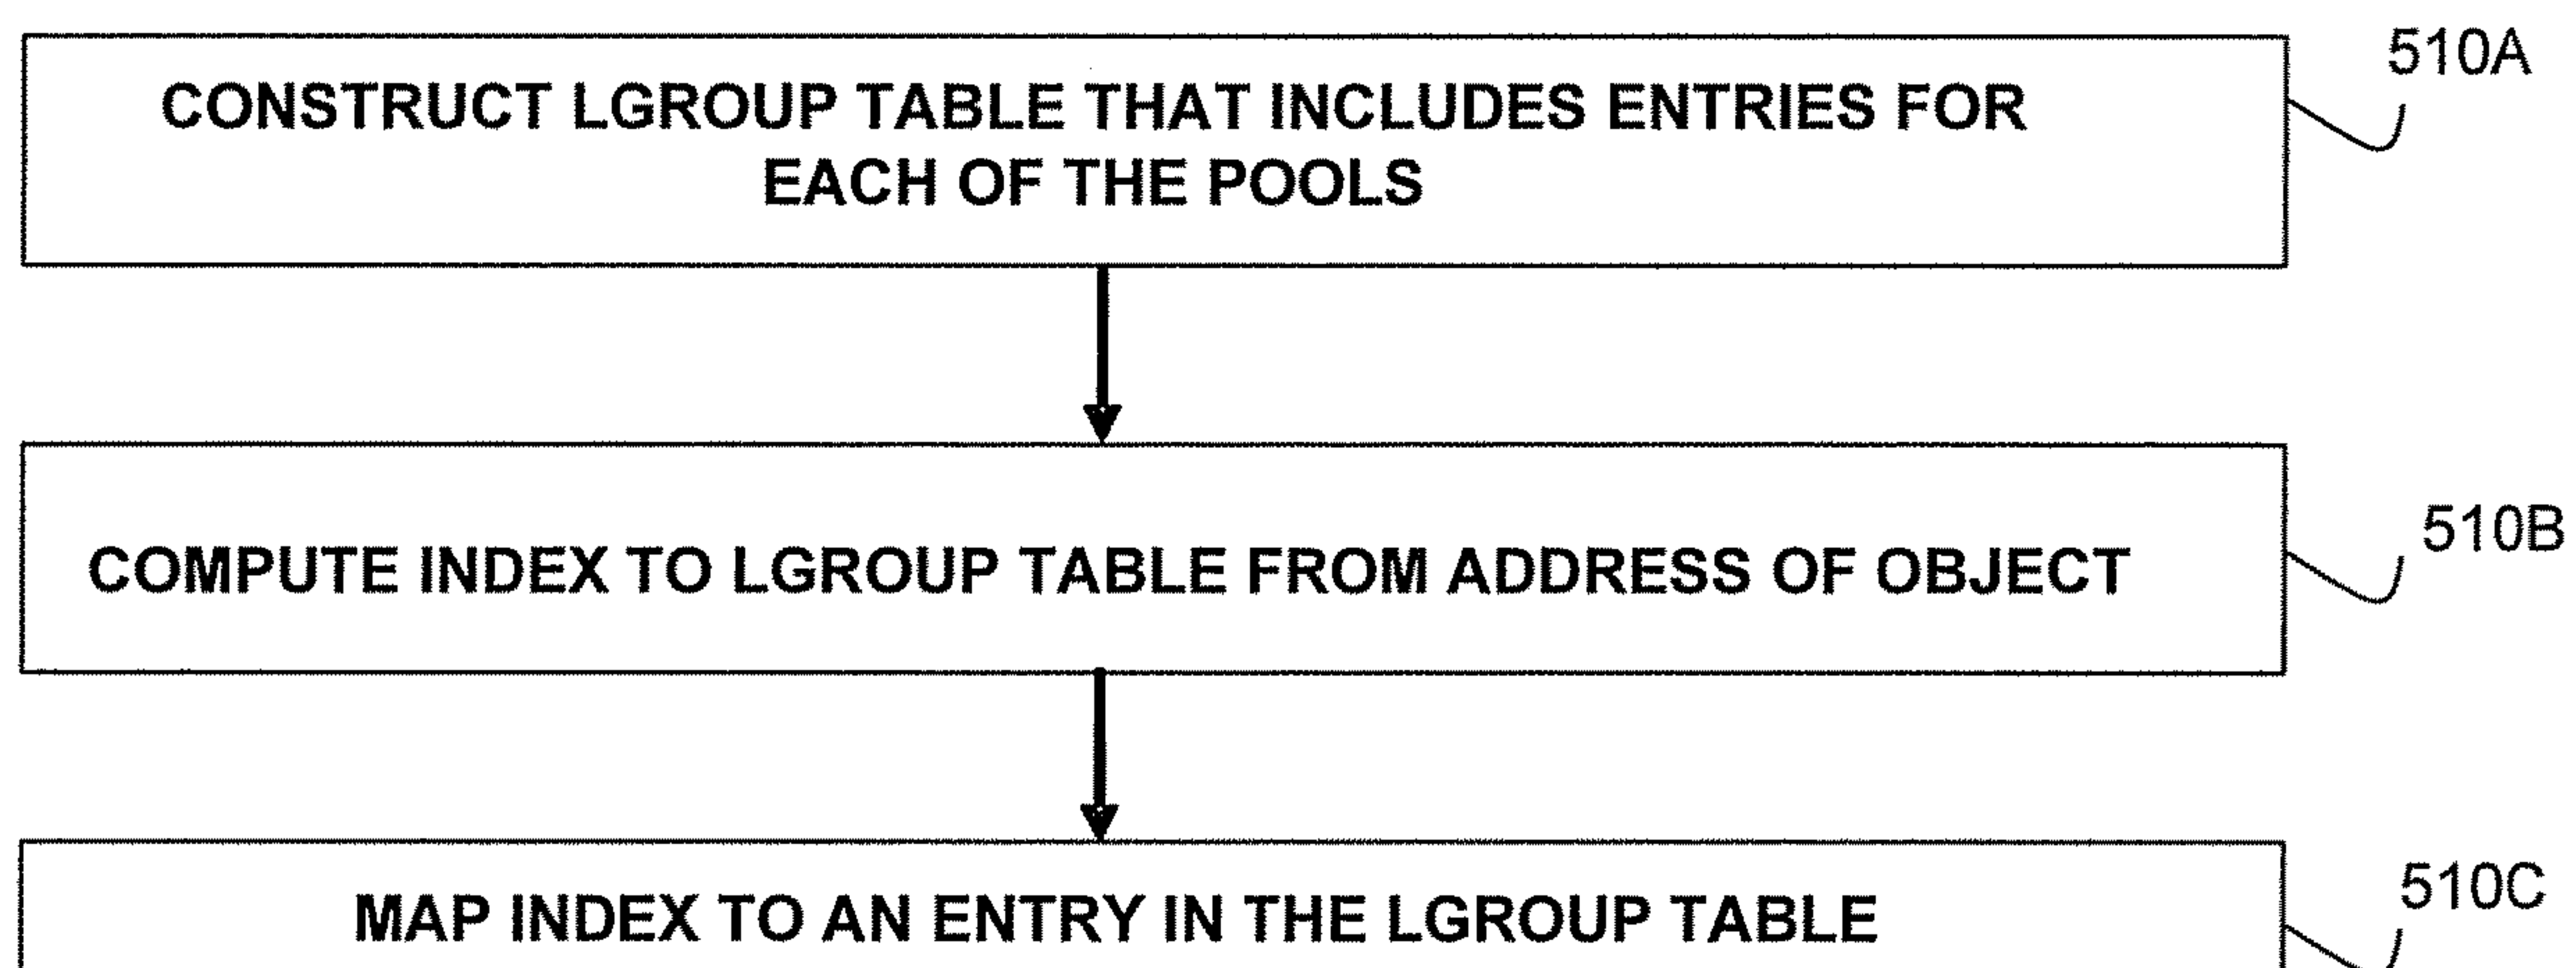 510A
CONSTRUCT LGROUP TABLE THAT INCLUDES ENTRIES FOR
EACH OF THE POOLS
510B
COMPUTE INDEX TO LGROUP TABLE FROM ADDRESS OF OBJECT
510C
MAP INDEX TO AN ENTRY IN THE LGROUP TABLE